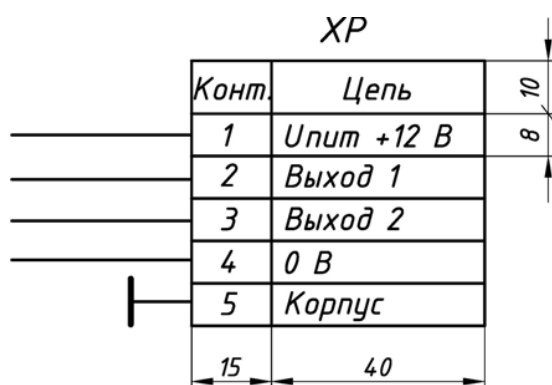 XP
Конт. Цепь 10
1 Uпит +12 В 8
2 Выход 1
3 Выход 2
4 0 В
5 Корпус
15 40